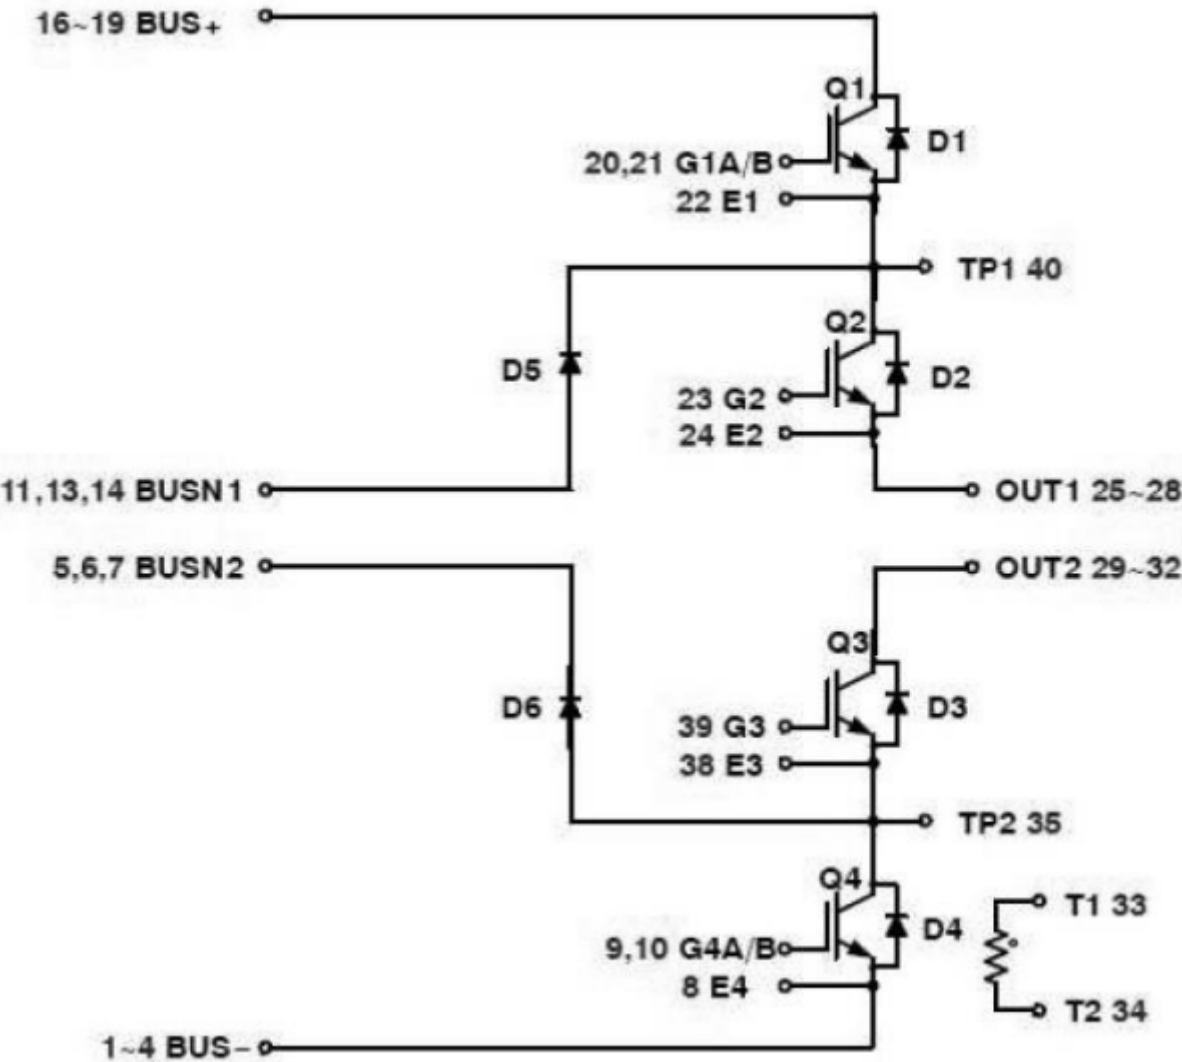 16~19 BUS+
Q1
D1
20,21 G1A/B
22 E1
TP1 40
Q2
D5
D2
23 G2
24 E2
11,13,14 BUSN1
OUT1 25~28
5,6,7 BUSN2
OUT2 29~32
Q3
D6
D3
39 G3
38 E3
TP2 35
Q4
T1 33
D4
9,10 G4A/B
8 E4
T2 34
1~4 BUS−